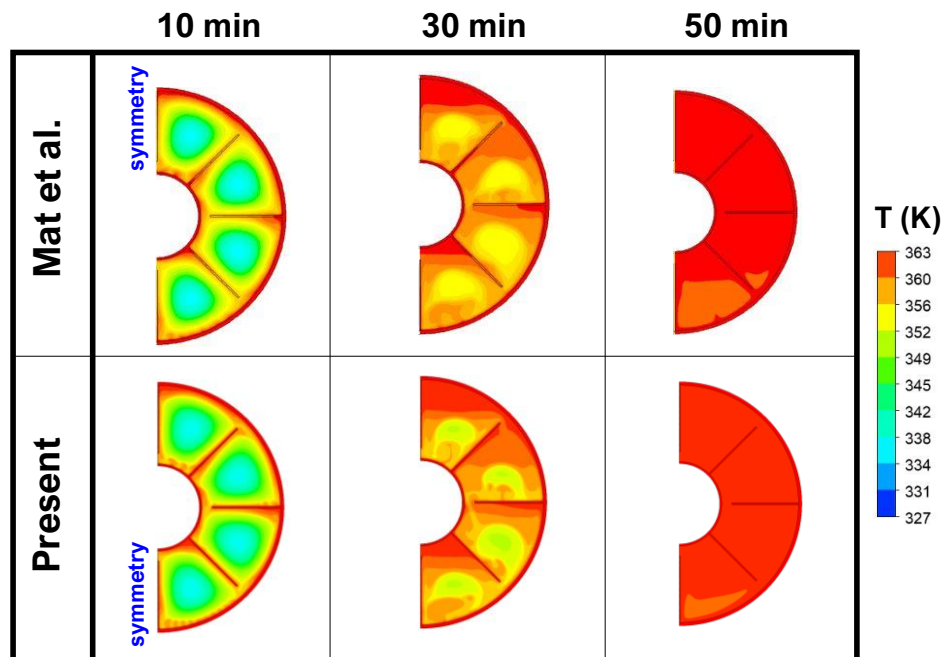 10 min
30 min
50 min
Mat et al.
symmetry
T (K)
363
360
356
352
349
345
342
338
334
331
327
Present
symmetry